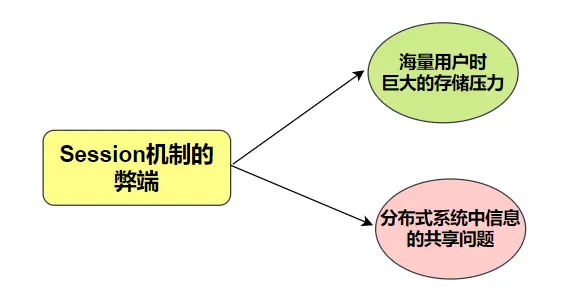 Session机制的
弊端
海量用户时
巨大的存储压力
分布式系统中信息
的共享问题